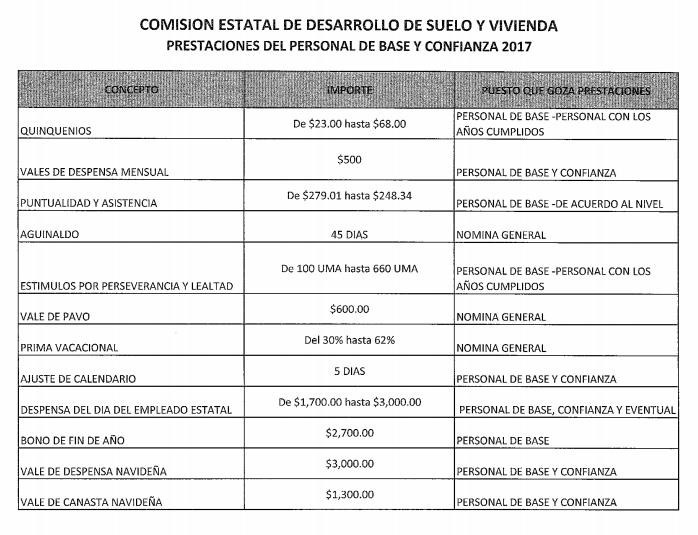 COMISION ESTATAL DE DESARROLLO DE SUELO Y VIVIENDA
PRESTACIONES DEL PERSONAL DE BASE Y CONFIANZA 2017
CONCEPTO IMPORTE PUESTO QUE GOZA PRESTACIONES
QUINQUENIOS De $23.00 hasta $68.00 PERSONAL DE BASE -PERSONAL CON LOS
AÑOS CUMPLIDOS
VALES DE DESPENSA MENSUAL $500 PERSONAL DE BASE Y CONFIANZA
PUNTUALIDAD Y ASISTENCIA De $279.01 hasta $248.34 PERSONAL DE BASE -DE ACUERDO AL NIVEL
AGUINALDO 45 DIAS NOMINA GENERAL
ESTIMULOS POR PERSEVERANCIA Y LEALTAD De 100 UMA hasta 660 UMA PERSONAL DE BASE -PERSONAL CON LOS
AÑOS CUMPLIDOS
VALE DE PAVO $600.00 NOMINA GENERAL
PRIMA VACACIONAL Del 30% hasta 62% NOMINA GENERAL
AJUSTE DE CALENDARIO 5 DIAS PERSONAL DE BASE Y CONFIANZA
DESPENSA DEL DIA DEL EMPLEADO ESTATAL De $1,700.00 hasta $3,000.00 PERSONAL DE BASE, CONFIANZA Y EVENTUAL
BONO DE FIN DE AÑO $2,700.00 PERSONAL DE BASE
VALE DE DESPENSA NAVIDEÑA $3,000.00 PERSONAL DE BASE Y CONFIANZA
VALE DE CANASTA NAVIDEÑA $1,300.00 PERSONAL DE BASE Y CONFIANZA